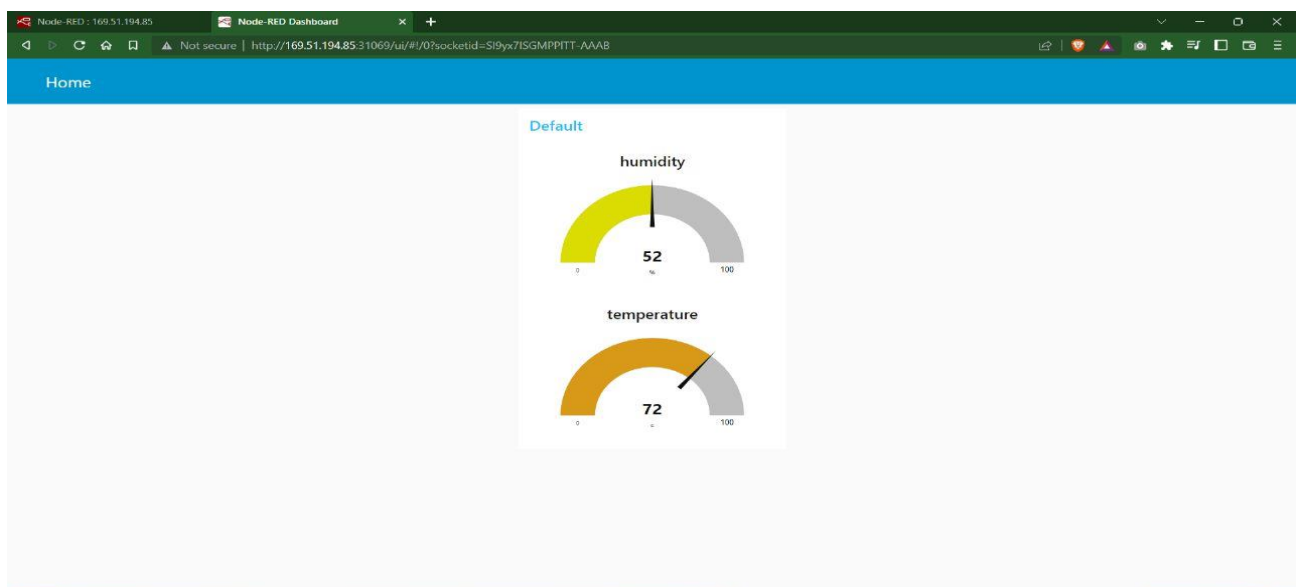 Node-RED : 169.51.194.85
Node-RED Dashboard
Not secure | http://169.51.194.85:31069/ui/#!/0?socketid=SI9yx7ISGMPPITT-AAAB
Home
Default
humidity
52
%
0
100
temperature
72
0
100